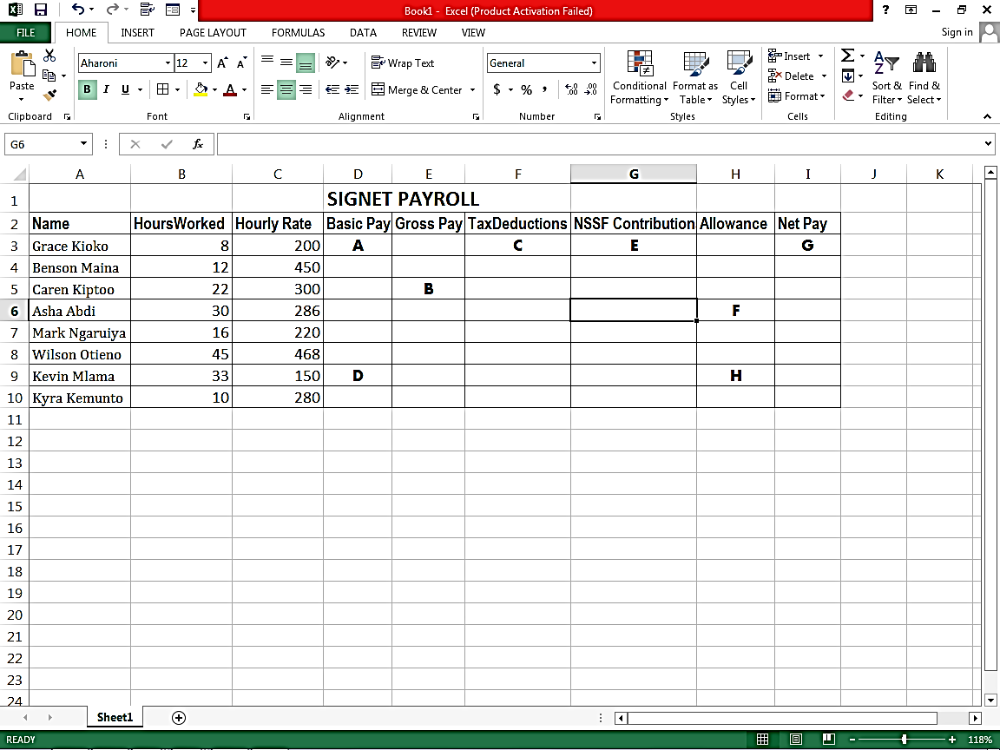 Book1 - Excel (Product Activation Failed)
?
FILE HOME INSERT PAGE LAYOUT FORMULAS DATA REVIEW VIEW Sign in
Aharoni 12 Wrap Text General Insert
Paste B I U Merge & Center $ % , Conditional Formatting Format as Table Cell Styles Delete Format Sort & Filter Find & Select
Clipboard Font Alignment Number Styles Cells Editing
G6 fx
A B C D E F G H I J K
1 SIGNET PAYROLL
2 Name HoursWorked Hourly Rate Basic Pay Gross Pay TaxDeductions NSSF Contribution Allowance Net Pay
3 Grace Kioko 8 200 A C E G
4 Benson Maina 12 450
5 Caren Kiptoo 22 300 B
6 Asha Abdi 30 286 F
7 Mark Ngaruiya 16 220
8 Wilson Otieno 45 468
9 Kevin Mlama 33 150 D H
10 Kyra Kemunto 10 280
11
12
13
14
15
16
17
18
19
20
21
22
23
24
Sheet1
READY 118%